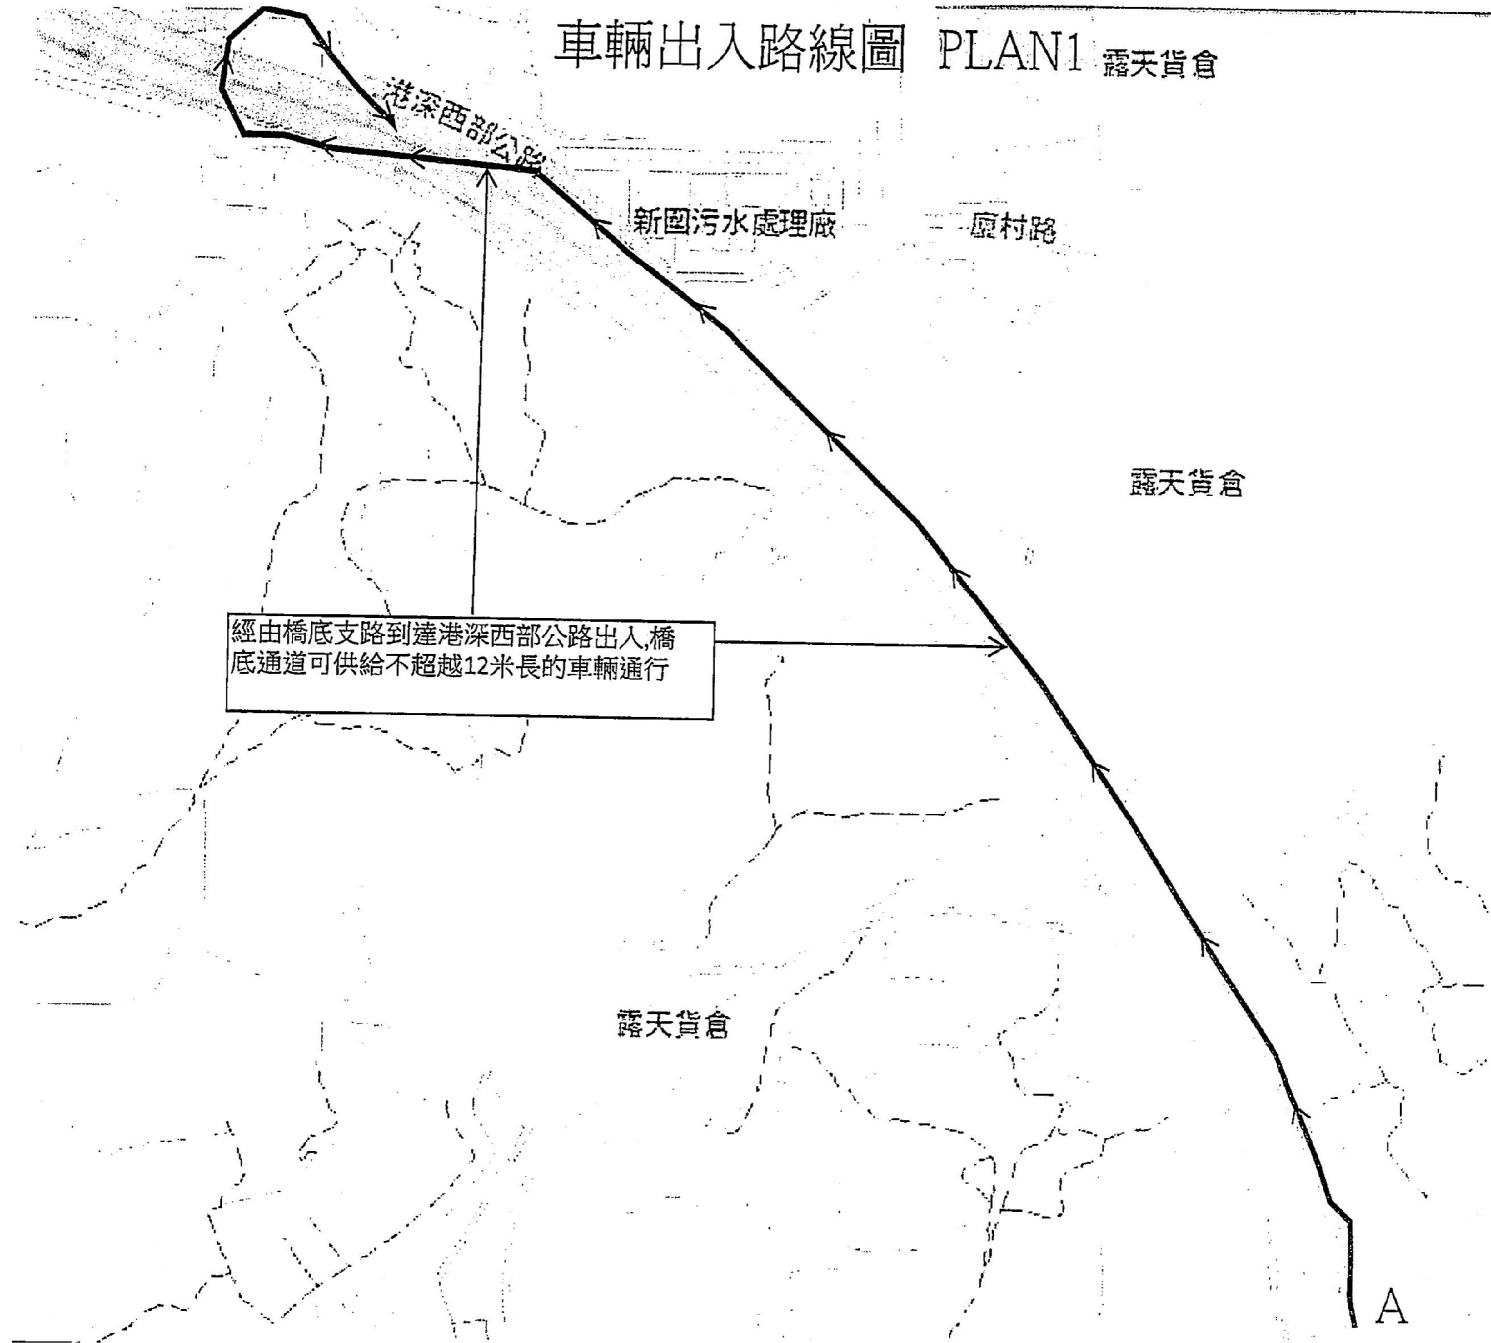 車輛出入路線圖 PLAN1
露天貨倉
港深西部公路
新圍污水處理廠
廈村路
露天貨倉
經由橋底支路到達港深西部公路出入,橋
底通道可供給不超越12米長的車輛通行
露天貨倉
A